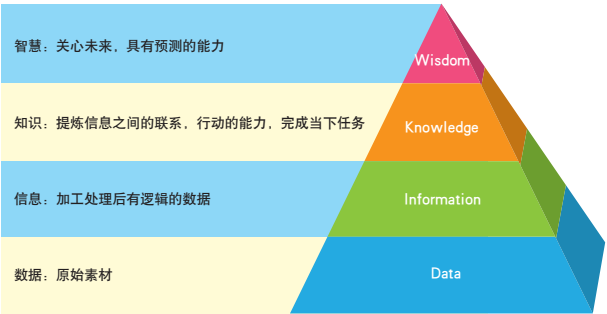 智慧：关心未来，具有预测的能力
Wisdom
知识：提炼信息之间的联系，行动的能力，完成当下任务
Knowledge
信息：加工处理后有逻辑的数据
Information
数据：原始素材
Data